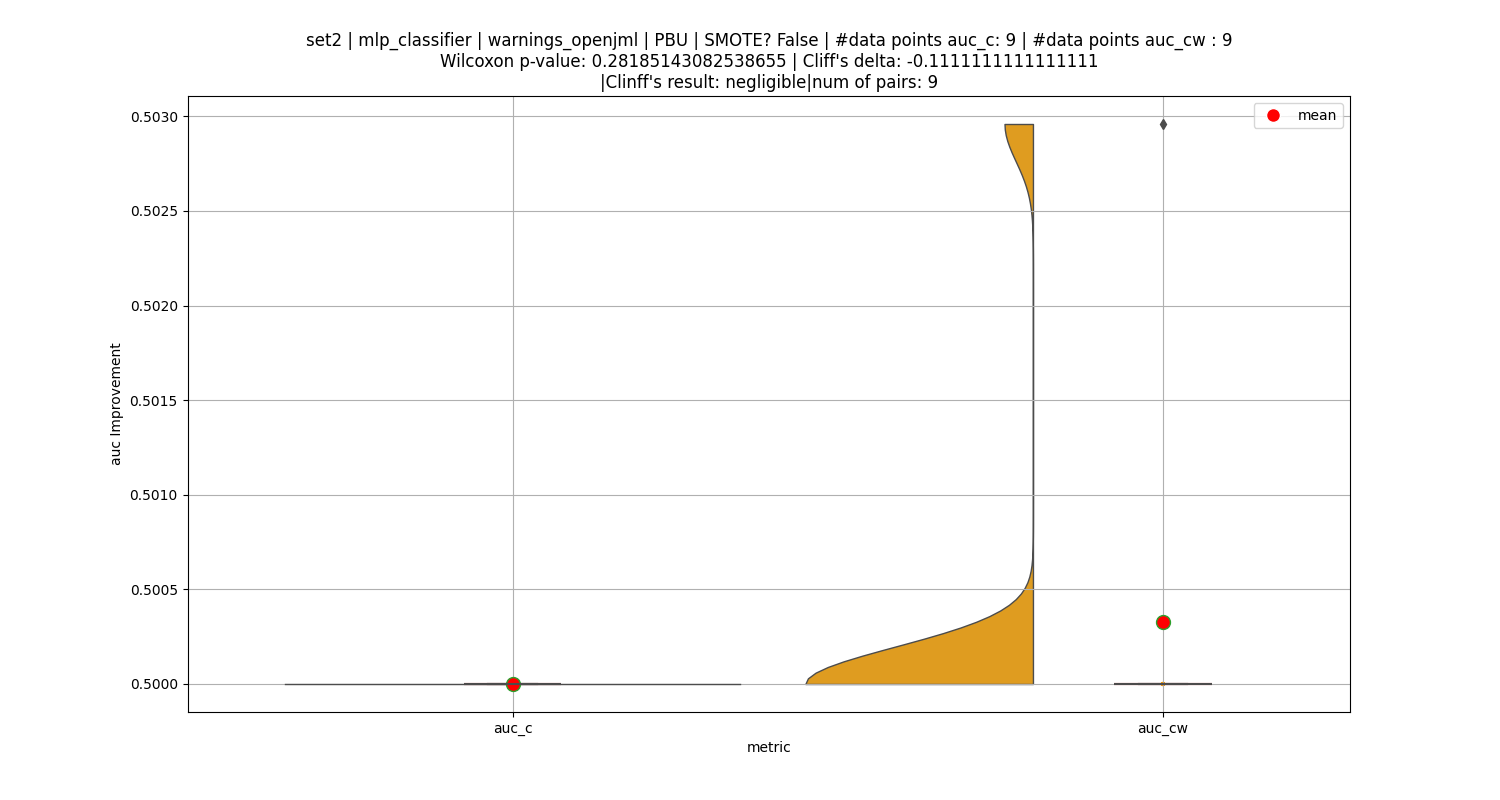 set2 | mlp_classifier | warnings_openjml | PBU | SMOTE? False | #data points auc_c: 9 | #data points auc_cw : 9
Wilcoxon p-value: 0.28185143082538655 | Cliff's delta: -0.1111111111111111
|Clinff's result: negligible|num of pairs: 9
mean
0.5030
0.5025
0.5020
0.5015
0.5010
0.5005
0.5000
auc Improvement
auc_c
auc_cw
metric